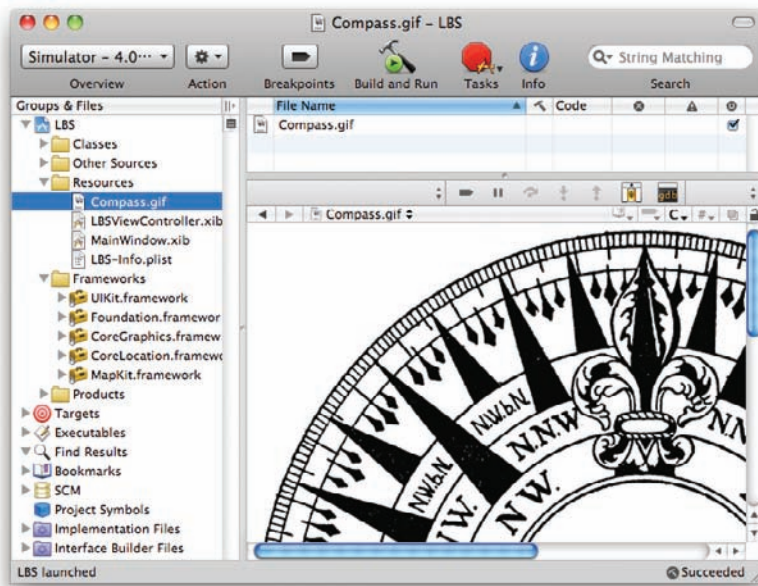 Compass.gif – LBS
Simulator – 4.0···
Overview
Action
Breakpoints
Build and Run
Tasks
Info
String Matching
Search
Groups & Files
File Name
Code
LBS
Compass.gif
Classes
Other Sources
Resources
Compass.gif
LBSViewController.xib
MainWindow.xib
LBS-Info.plist
Frameworks
UIKit.framework
Foundation.framewor
CoreGraphics.framew
CoreLocation.framewo
MapKit.framework
Products
Targets
Executables
Find Results
Bookmarks
SCM
Project Symbols
Implementation Files
Interface Builder Files
gdb
Compass.gif
C
#
N.W.b.N.
N.N.W
N.N
N.W.b.N.
W.
N W.
LBS launched
Succeeded